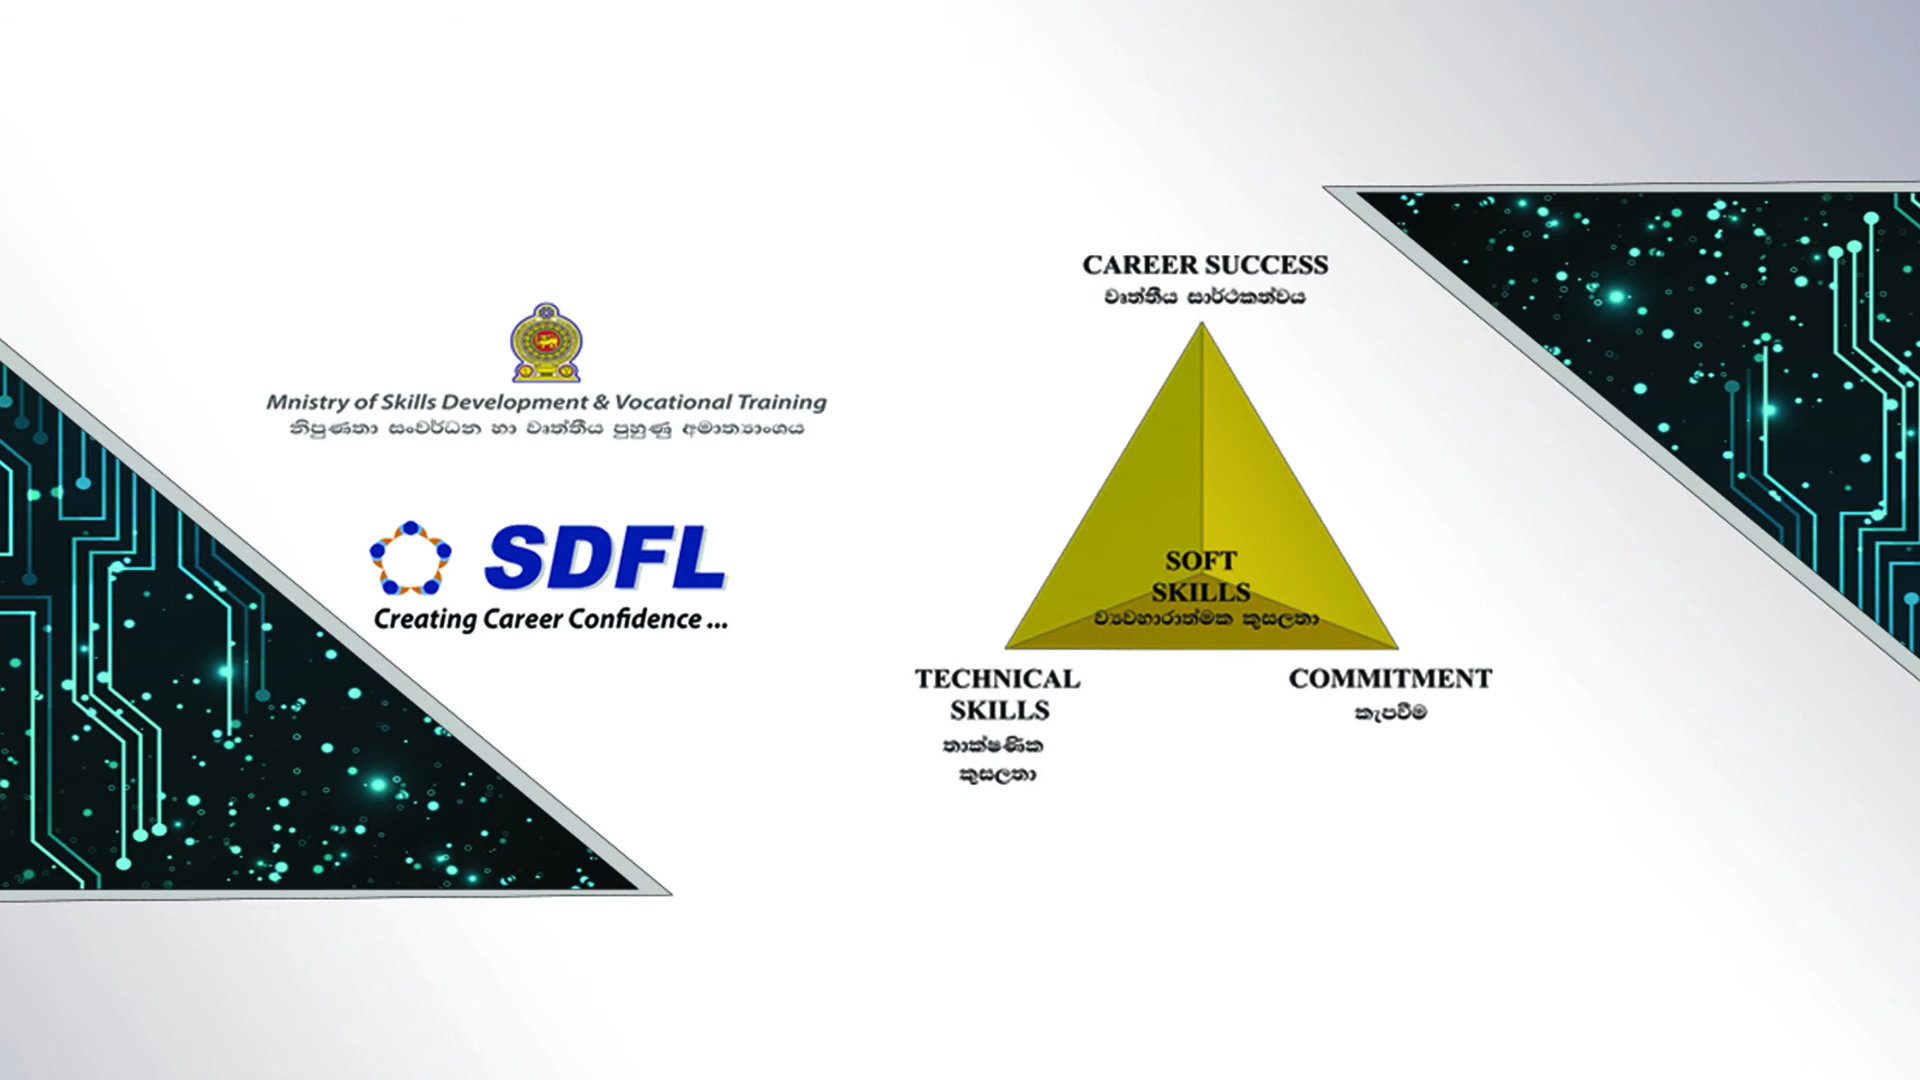 Mnistry of Skills Development & Vocational Training
නිපුණතා සංවර්ධන හා වෘත්තීය පුහුණු අමාත්‍යාංශය
SDFL
Creating Career Confidence ...
CAREER SUCCESS
වෘත්තීය සාර්ථකත්වය
SOFT
SKILLS
ව්‍යවහාරාත්මක කුසලතා
TECHNICAL
SKILLS
තාක්ෂණික
කුසලතා
COMMITMENT
කැපවීම